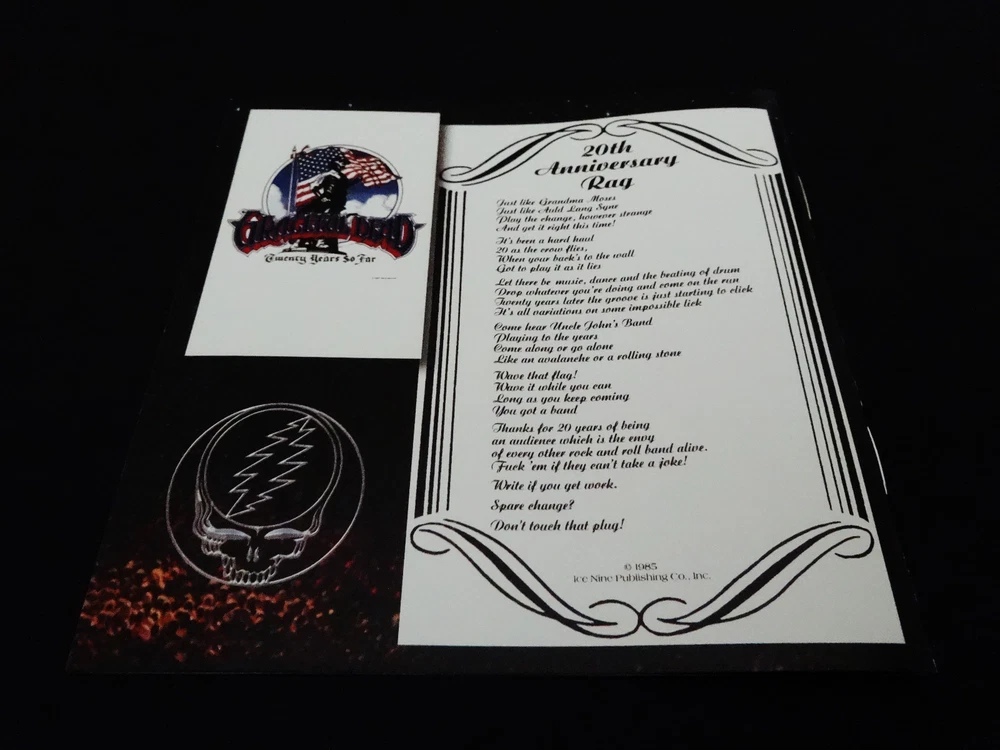 GRATEFUL DEAD
Twenty Years So Far
20th
Anniversary
Rag
Just like Grandma Moses
Just like Auld Lang Syne
Play the change, however strange
And get it right this time!
It's been a hard haul
20 as the crow flies,
When your back's to the wall
Got to play it as it lies
Let there be music, dance and the beating of drum
Drop whatever you're doing and come on the run
Twenty years later the groove is just starting to click
It's all variations on some impossible lick
Come hear Uncle John's Band
Playing to the years
Come along or go alone
Like an avalanche or a rolling stone
Wave that flag!
Wave it while you can
Long as you keep coming
You got a band
Thanks for 20 years of being
an audience which is the envy
of every other rock and roll band alive.
Fuck 'em if they can't take a joke!
Write if you get work.
Spare change?
Don't touch that plug!
© 1985
Ice Nine Publishing Co., Inc.